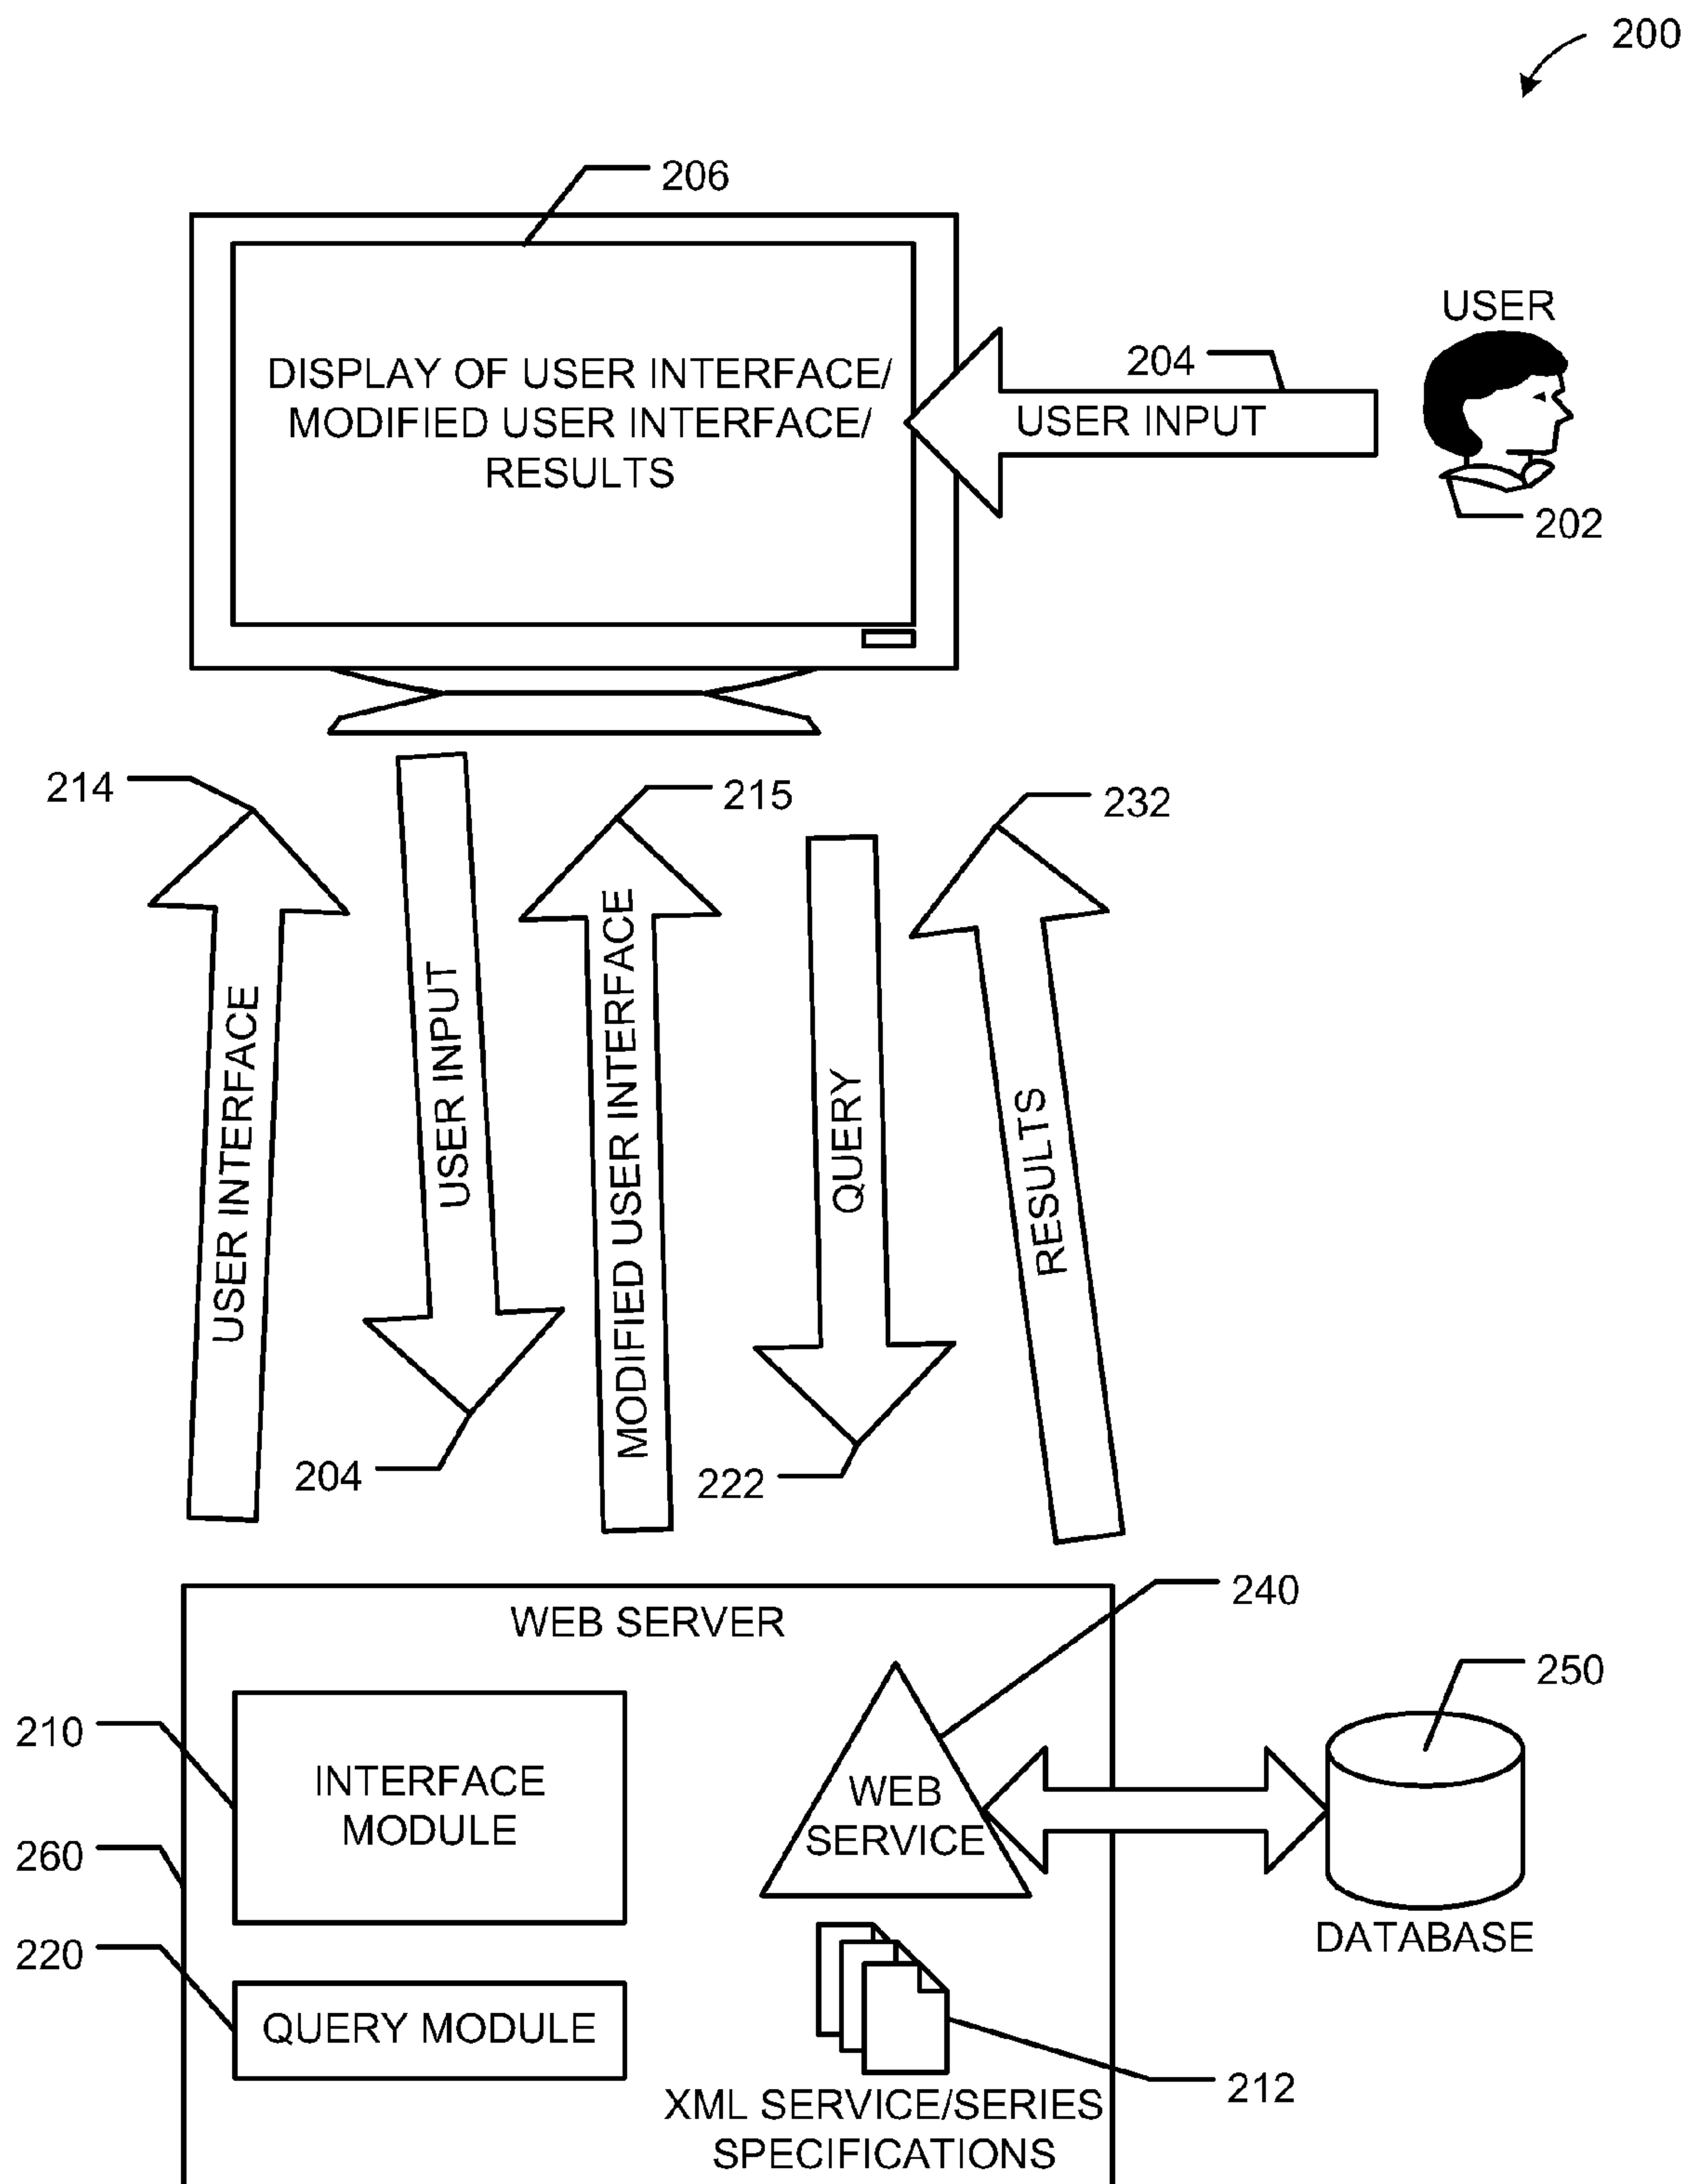 200
206
USER
DISPLAY OF USER INTERFACE/
MODIFIED USER INTERFACE/
RESULTS
204
USER INPUT
202
214
215
232
USER INTERFACE
USER INPUT
MODIFIED USER INTERFACE
QUERY
RESULTS
204
222
240
WEB SERVER
250
210
INTERFACE
MODULE
WEB
SERVICE
260
DATABASE
220
QUERY MODULE
212
XML SERVICE/SERIES
SPECIFICATIONS